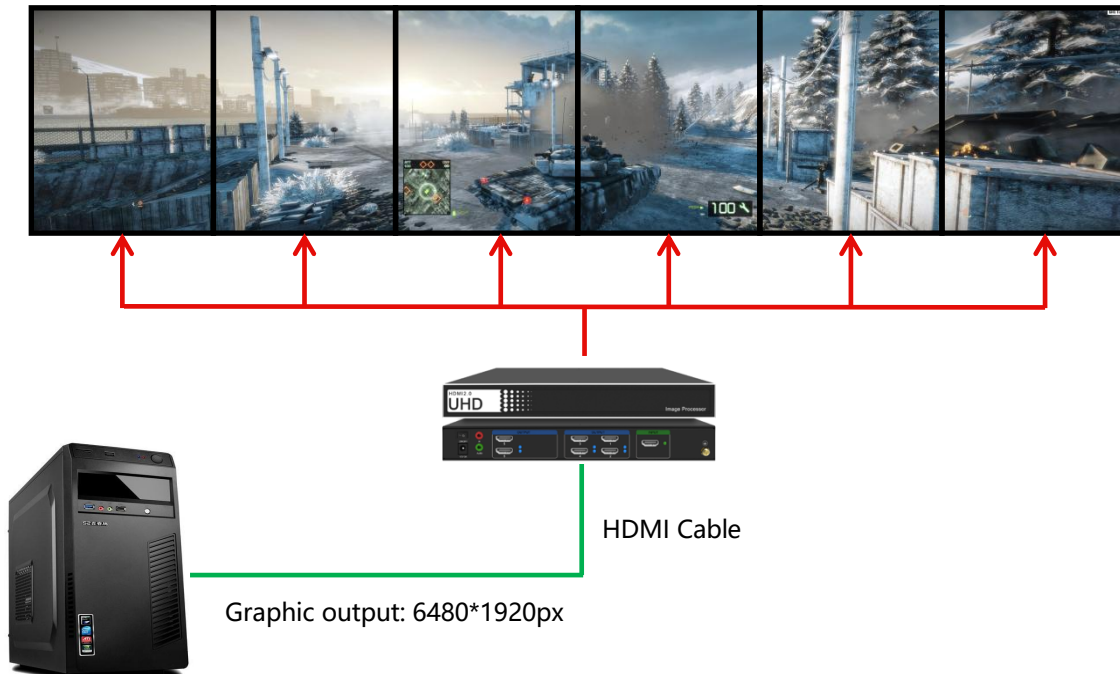 100
HDMI2.0
UHD
Image Processor
HDMI Cable
Graphic output: 6480*1920px